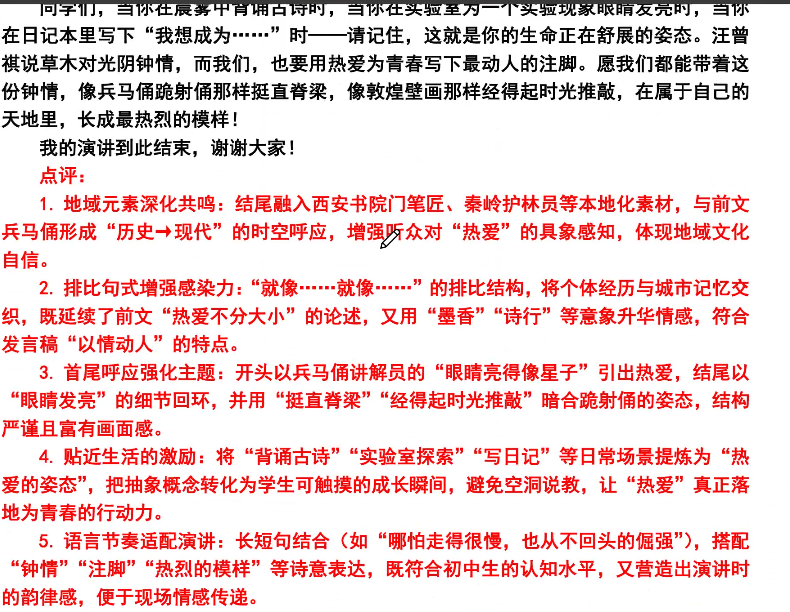 同学们，当你在晨雾中背诵古诗时，当你在实验室为一个实验现象眼睛发亮时，当你
在日记本里写下“我想成为……”时——请记住，这就是你的生命正在舒展的姿态。汪曾
祺说草木对光阴钟情，而我们，也要用热爱为青春写下最动人的注脚。愿我们都能带着这
份钟情，像兵马俑跪射俑那样挺直脊梁，像敦煌壁画那样经得起时光推敲，在属于自己的
天地里，长成最热烈的模样！
我的演讲到此结束，谢谢大家！
点评：
1. 地域元素深化共鸣：结尾融入西安书院门笔匠、秦岭护林员等本地化素材，与前文
兵马俑形成“历史→现代”的时空呼应，增强听众对“热爱”的具象感知，体现地域文化
自信。
2. 排比句式增强感染力：“就像……就像……”的排比结构，将个体经历与城市记忆交
织，既延续了前文“热爱不分大小”的论述，又用“墨香”“诗行”等意象升华情感，符合
发言稿“以情动人”的特点。
3. 首尾呼应强化主题：开头以兵马俑讲解员的“眼睛亮得像星子”引出热爱，结尾以
“眼睛发亮”的细节回环，并用“挺直脊梁”“经得起时光推敲”暗合跪射俑的姿态，结构
严谨且富有画面感。
4. 贴近生活的激励：将“背诵古诗”“实验室探索”“写日记”等日常场景提炼为“热
爱的姿态”，把抽象概念转化为学生可触摸的成长瞬间，避免空洞说教，让“热爱”真正落
地为青春的行动力。
5. 语言节奏适配演讲：长短句结合（如“哪怕走得很慢，也从不回头的倔强”），搭配
“钟情”“注脚”“热烈的模样”等诗意表达，既符合初中生的认知水平，又营造出演讲时
的韵律感，便于现场情感传递。